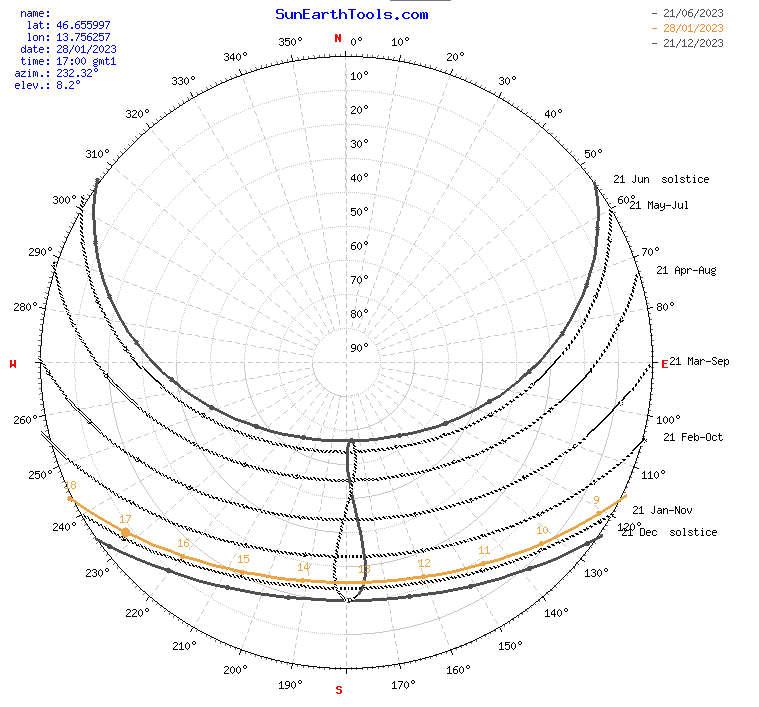 name:
lat: 46.655997
lon: 13.756257
date: 28/01/2023
time: 17:00 gmt1
azim.: 232.32°
elev.: 8.2°
SunEarthTools.com
21/06/2023
28/01/2023
21/12/2023
N
350° 0° 10°
340° 20°
330° 30°
320° 40°
310° 50°
300° 60°
290° 70°
280° 80°
W E
260° 100°
250° 110°
240° 120°
230° 130°
220° 140°
210° 150°
200° 160°
190° 170°
S
10°
20°
30°
40°
50°
60°
70°
80°
90°
21 Jun solstice
21 May-Jul
21 Apr-Aug
21 Mar-Sep
21 Feb-Oct
21 Jan-Nov
21 Dec solstice
18 17 16 15 14 13 12 11 10 9